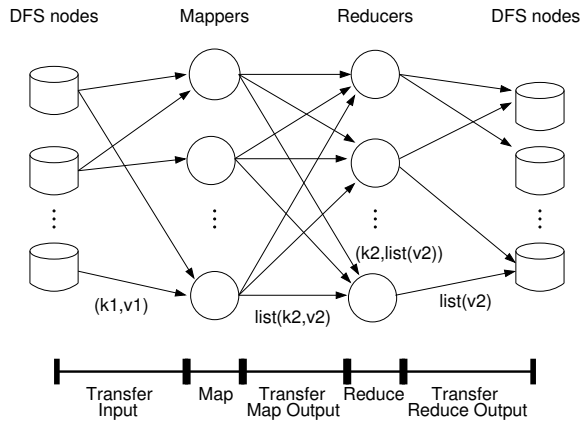 DFS nodes
Mappers
Reducers
DFS nodes
(k2,list(v2))
(k1,v1)
list(k2,v2)
list(v2)
Transfer
Input
Map
Transfer
Map Output
Reduce
Transfer
Reduce Output